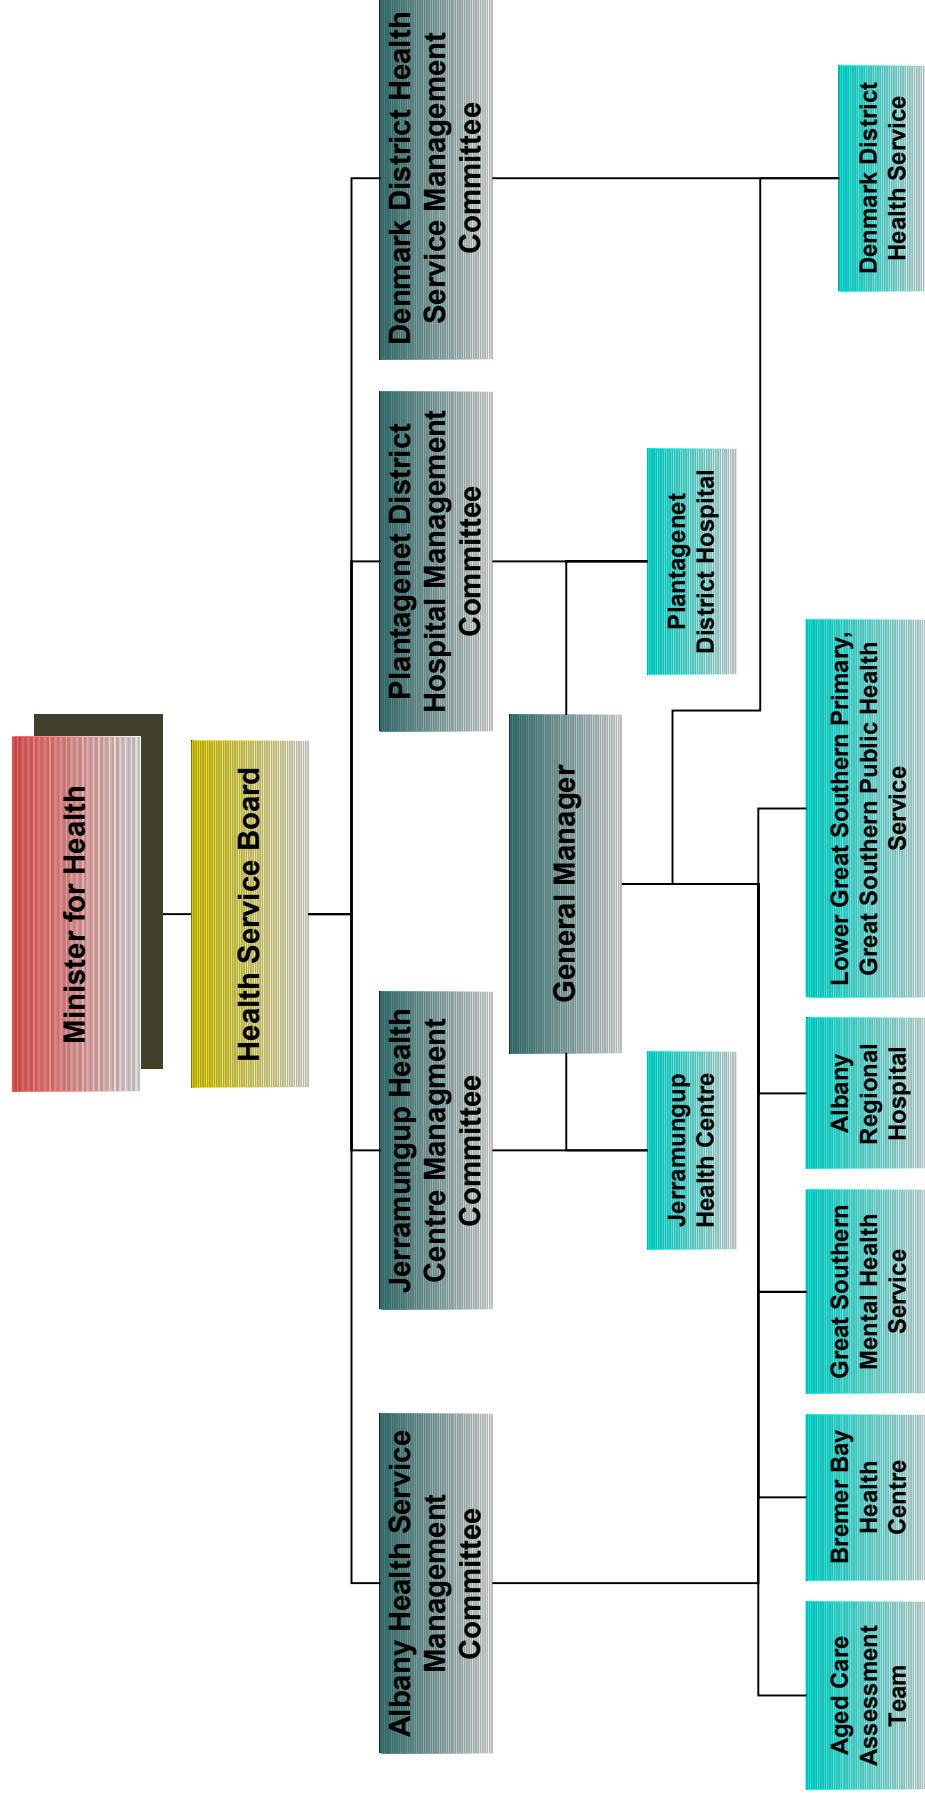 Minister for Health
Health Service Board
Albany Health Service
Management
Committee
Jerramungup Health
Centre Managment
Committee
Plantagenet District
Hospital Management
Committee
Denmark District Health
Service Management
Committee
General Manager
Jerramungup
Health Centre
Plantagenet
District Hospital
Aged Care
Assessment
Team
Bremer Bay
Health
Centre
Great Southern
Mental Health
Service
Albany
Regional
Hospital
Lower Great Southern Primary,
Great Southern Public Health
Service
Denmark District
Health Service